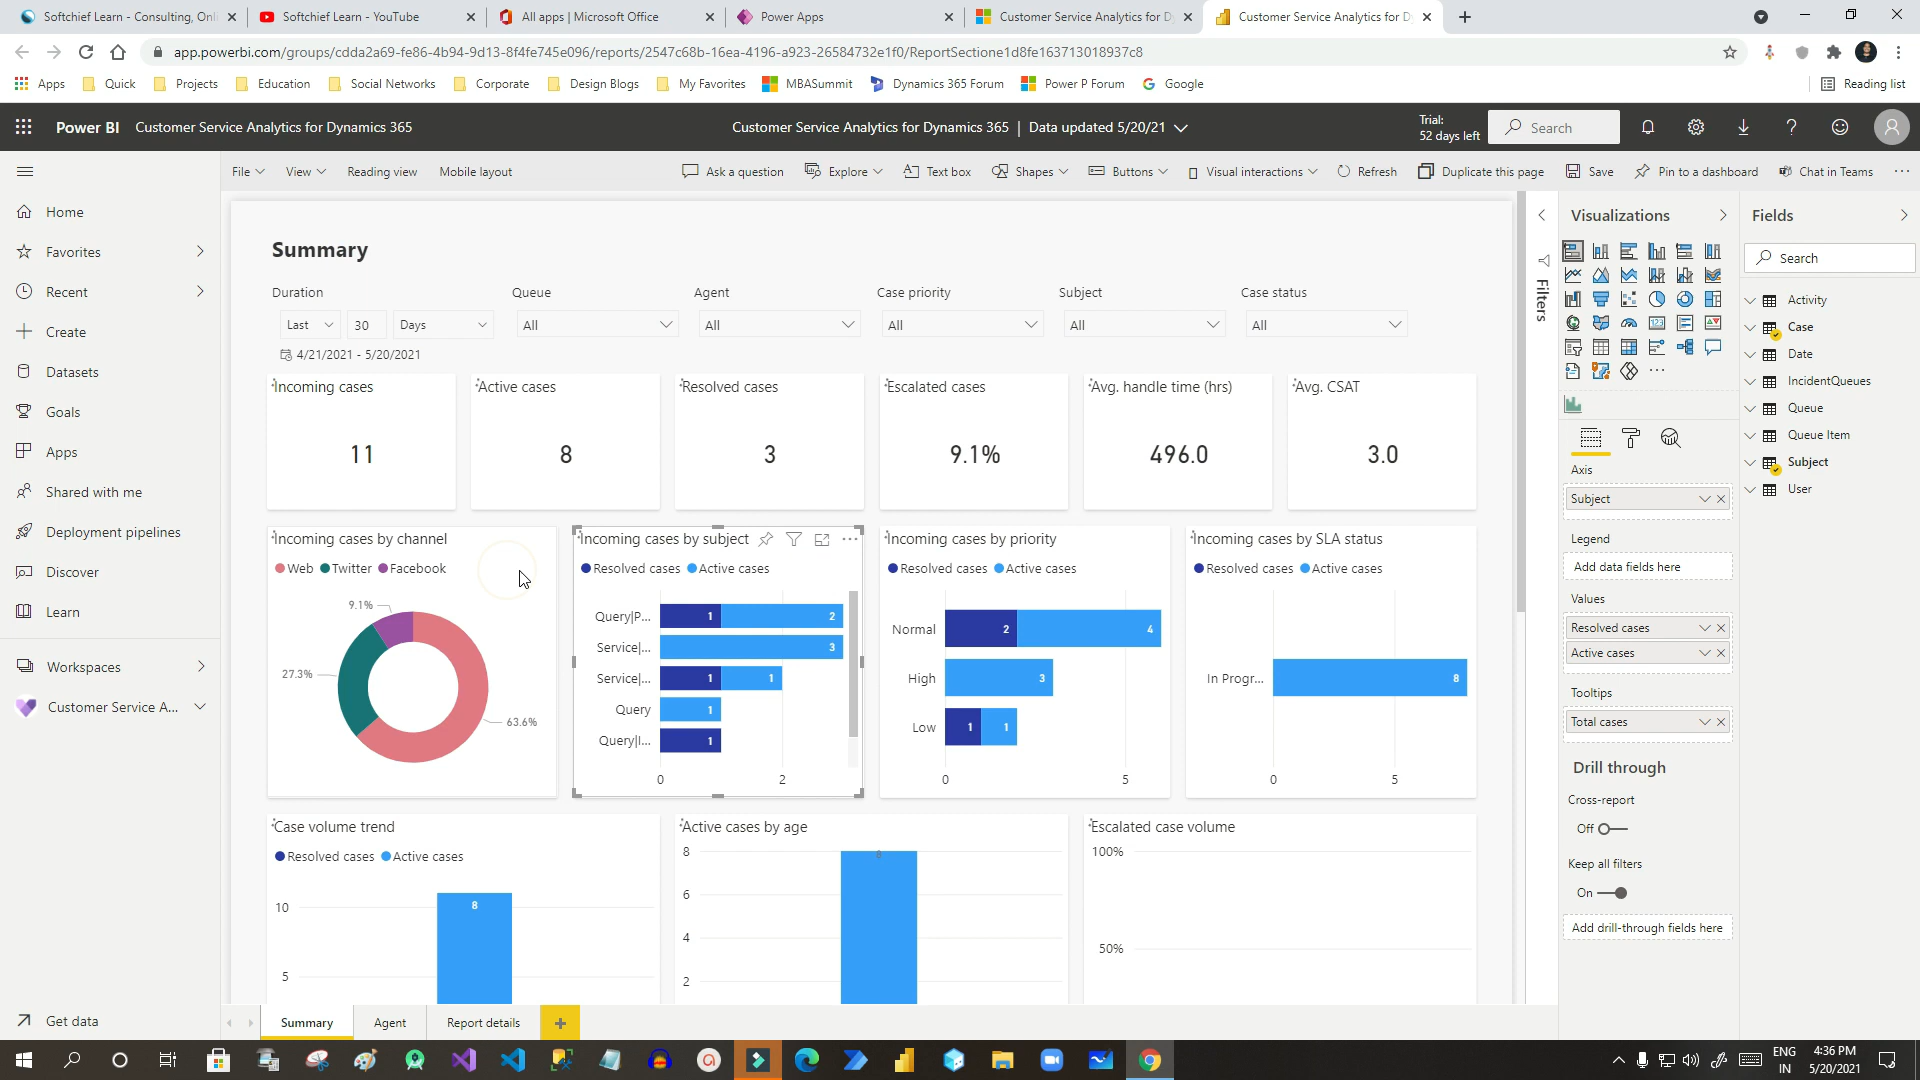 Softchief Learn - Consulting, Onli
Softchief Learn - YouTube
All apps | Microsoft Office
Power Apps
Customer Service Analytics for D
Customer Service Analytics for D
app.powerbi.com/groups/cdda2a69-fe86-4b94-9d13-8f4fe745e096/reports/2547c68b-16ea-4196-a923-26584732e1f0/ReportSectione1d8fe163713018937c8
Apps
Quick
Projects
Education
Social Networks
Corporate
Design Blogs
My Favorites
MBASummit
Dynamics 365 Forum
Power P Forum
Google
Reading list
Power BI
Customer Service Analytics for Dynamics 365
Customer Service Analytics for Dynamics 365 | Data updated 5/20/21
Trial:
52 days left
Search
File
View
Reading view
Mobile layout
Ask a question
Explore
Text box
Shapes
Buttons
Visual interactions
Refresh
Duplicate this page
Save
Pin to a dashboard
Chat in Teams
Home
Favorites
Recent
Create
Datasets
Goals
Apps
Shared with me
Deployment pipelines
Discover
Learn
Workspaces
Customer Service A...
Get data
Summary
Duration
Queue
Agent
Case priority
Subject
Case status
Last
30
Days
All
All
All
All
All
4/21/2021 - 5/20/2021
Incoming cases
11
Active cases
8
Resolved cases
3
Escalated cases
9.1%
Avg. handle time (hrs)
496.0
Avg. CSAT
3.0
Incoming cases by channel
Web Twitter Facebook
9.1%
27.3%
63.6%
Incoming cases by subject
Resolved cases Active cases
Query|P... 1 2
Service|... 3
Service|... 1 1
Query 1
Query|I... 1
0 2
Incoming cases by priority
Resolved cases Active cases
Normal 2 4
High 3
Low 1 1
0 5
Incoming cases by SLA status
Resolved cases Active cases
In Progr... 8
0 5
Case volume trend
Resolved cases Active cases
10
8
5
Active cases by age
8
8
6
4
2
Escalated case volume
100%
50%
Summary
Agent
Report details
Filters
Visualizations
Axis
Subject
Legend
Add data fields here
Values
Resolved cases
Active cases
Tooltips
Total cases
Drill through
Cross-report
Off
Keep all filters
On
Add drill-through fields here
Fields
Search
Activity
Case
Date
IncidentQueues
Queue
Queue Item
Subject
User
ENG
IN
4:36 PM
5/20/2021